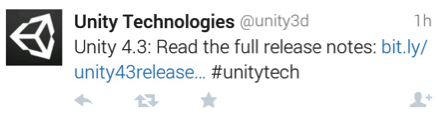 Unity Technologies @unity3d 1h
Unity 4.3: Read the full release notes: bit.ly/
unity43release... #unitytech